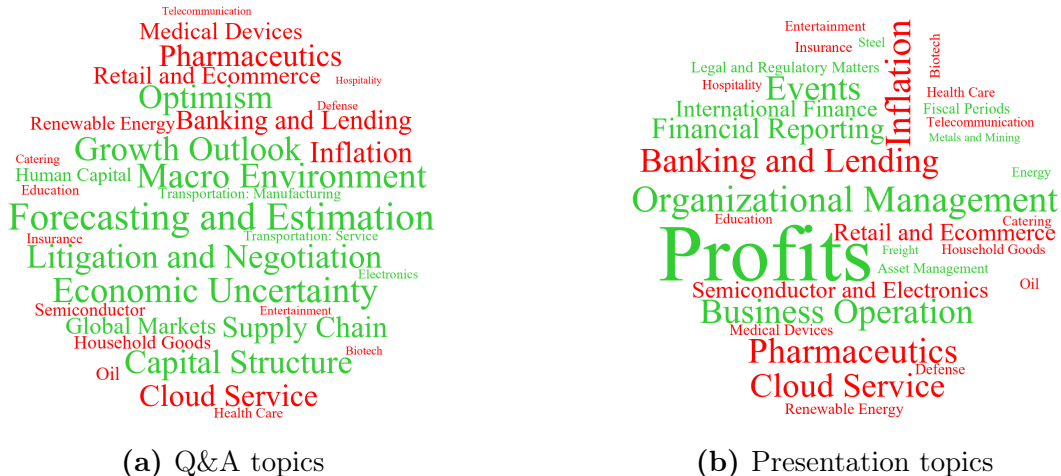 Telecommunication
Medical Devices
Pharmaceutics
Retail and Ecommerce
Hospitality
Optimism
Defense
Renewable Energy
Banking and Lending
Growth Outlook
Inflation
Catering
Human Capital
Macro Environment
Education
Transportation: Manufacturing
Forecasting and Estimation
Insurance
Transportation: Service
Litigation and Negotiation
Electronics
Economic Uncertainty
Semiconductor
Entertainment
Global Markets
Supply Chain
Household Goods
Biotech
Capital Structure
Oil
Cloud Service
Health Care
(a) Q&A topics
Entertainment
Steel
Insurance
Inflation
Biotech
Legal and Regulatory Matters
Hospitality
Events
Health Care
International Finance
Fiscal Periods
Financial Reporting
Telecommunication
Metals and Mining
Banking and Lending
Energy
Organizational Management
Education
Catering
Profits
Retail and Ecommerce
Freight
Household Goods
Asset Management
Semiconductor and Electronics
Oil
Business Operation
Medical Devices
Pharmaceutics
Defense
Cloud Service
Renewable Energy
(b) Presentation topics